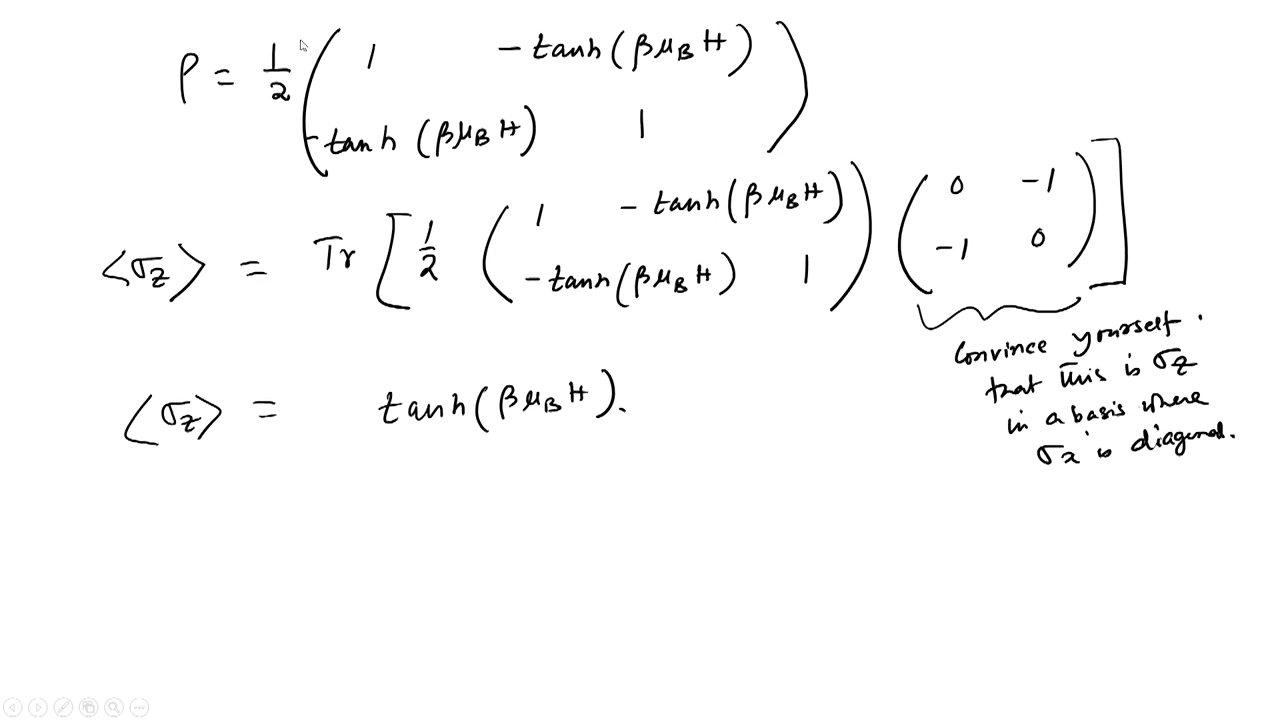 ρ = 1/2 ( 1 - tanh(βμ_B H)
-tanh(βμ_B H) 1 )
⟨σ_z⟩ = Tr [ 1/2 ( 1 - tanh(βμ_B H)
-tanh(βμ_B H) 1 ) ( 0 -1
-1 0 ) ]
Convince yourself.
that this is σ_z
in a basis where
σ_x is diagonal.
⟨σ_z⟩ = tanh(βμ_B H).